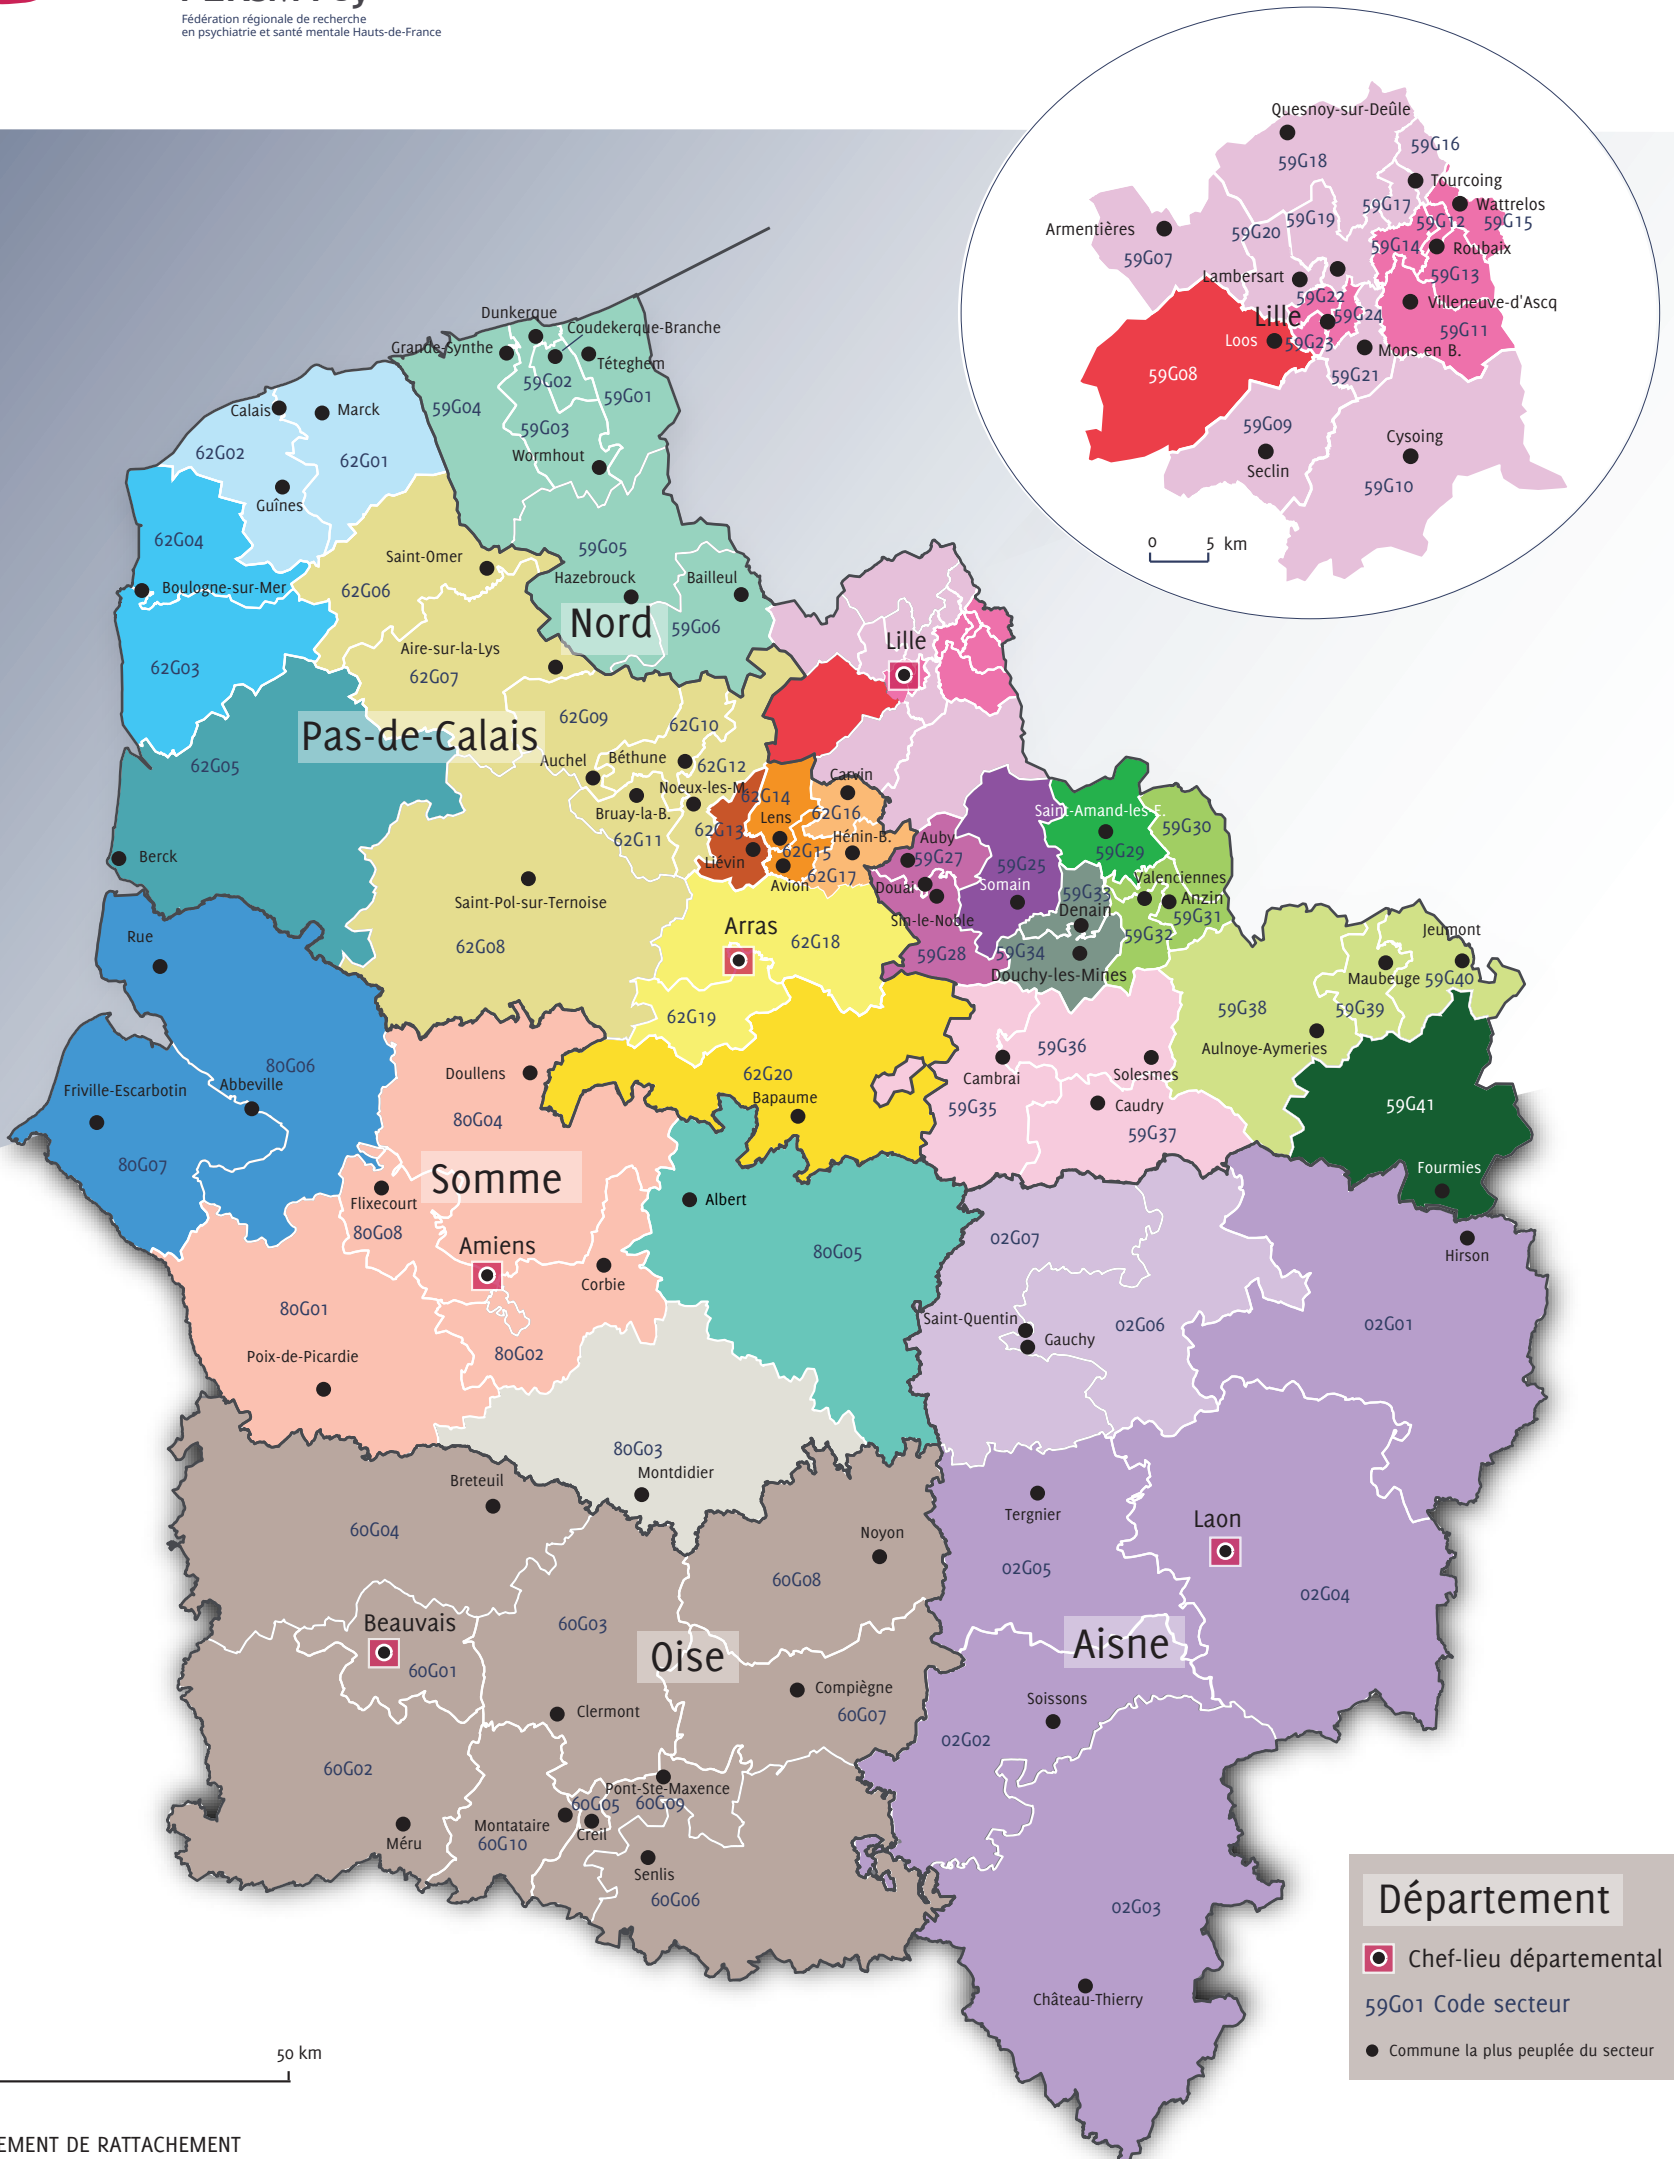 Fédération régionale de recherche
en psychiatrie et santé mentale Hauts-de-France
Quesnoy-sur-Deûle
59G18
59G16
Tourcoing
59G17
Wattrelos
59G12
59G15
59G19
59G20
Armentières
59G07
59G14
Roubaix
59G13
Lambersart
59G22
Villeneuve-d'Ascq
Lille
59G24
59G11
Loos
59G23
Mons en B.
59G08
59G21
59G09
Cysoing
Seclin
59G10
0
5 km
Dunkerque
Coudekerque-Branche
Grande-Synthe
Téteghem
59G02
59G01
59G04
59G03
Wormhout
Calais
Marck
62G02
62G01
Guînes
62G04
Saint-Omer
59G05
Hazebrouck
Bailleul
Boulogne-sur-Mer
62G06
Nord
59G06
Lille
Aire-sur-la-Lys
62G03
62G07
Pas-de-Calais
62G09
62G10
62G05
Auchel
Béthune
62G12
Carvin
Noeux-les-M.
62G14
Bruay-la-B.
62G16
Lens
62G11
62G13
Hénin-B.
62G15
Liévin
62G17
Avion
Saint-Amand-les-E.
59G30
59G29
Auby
59G27
59G25
Douai
Somain
59G33
Valenciennes
Anzin
59G31
Denain
Sin-le-Noble
59G32
59G28
59G34
Douchy-les-Mines
Berck
Saint-Pol-sur-Ternoise
62G08
Arras
62G18
Rue
Jeumont
Maubeuge
59G40
59G38
59G39
Aulnoye-Aymeries
62G19
59G36
Solesmes
Cambrai
80G06
Doullens
62G20
Bapaume
Friville-Escarbotin
Abbeville
59G35
Caudry
59G37
59G41
80G04
80G07
Somme
Fourmies
Flixecourt
Albert
80G08
Amiens
80G05
02G07
Hirson
Corbie
80G01
Saint-Quentin
Gauchy
02G06
02G01
80G02
Poix-de-Picardie
80G03
Montdidier
Breteuil
Tergnier
Laon
60G04
Noyon
02G05
60G08
02G04
Beauvais
60G03
Oise
Aisne
60G01
Compiègne
Clermont
60G07
Soissons
02G02
60G02
Pont-Ste-Maxence
60G05
60G09
Montataire
Creil
Méru
60G10
Senlis
60G06
02G03
Château-Thierry
Département
Chef-lieu départemental
59G01 Code secteur
Commune la plus peuplée du secteur
50 km
EMENT DE RATTACHEMENT